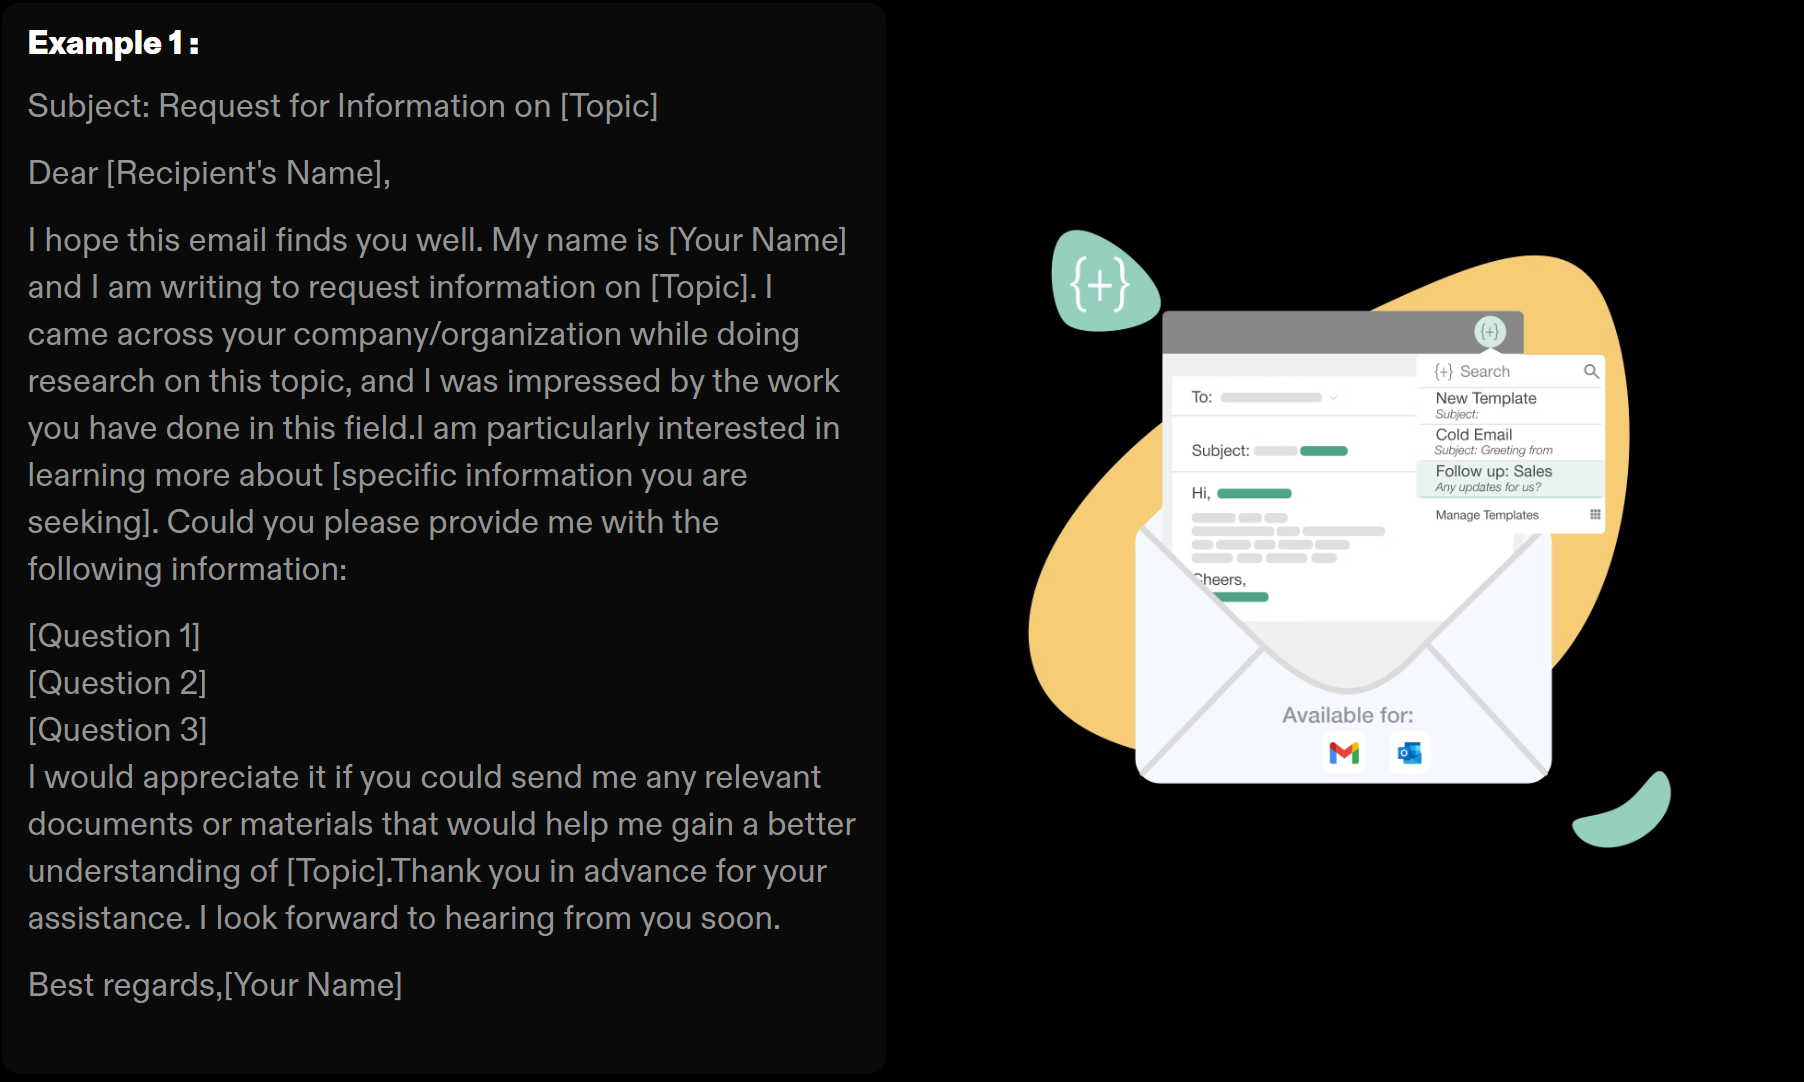 Example 1:
Subject: Request for Information on [Topic]
Dear [Recipient's Name],
I hope this email finds you well. My name is [Your Name]
and I am writing to request information on [Topic]. I
came across your company/organization while doing
research on this topic, and I was impressed by the work
you have done in this field.I am particularly interested in
learning more about [specific information you are
seeking]. Could you please provide me with the
following information:
[Question 1]
[Question 2]
[Question 3]
I would appreciate it if you could send me any relevant
documents or materials that would help me gain a better
understanding of [Topic].Thank you in advance for your
assistance. I look forward to hearing from you soon.
Best regards,[Your Name]
{+}
{+}
{+} Search
New Template
Subject:
Cold Email
Subject: Greeting from
Follow up: Sales
Any updates for us?
Manage Templates
To:
Subject:
Hi,
Cheers,
Available for: